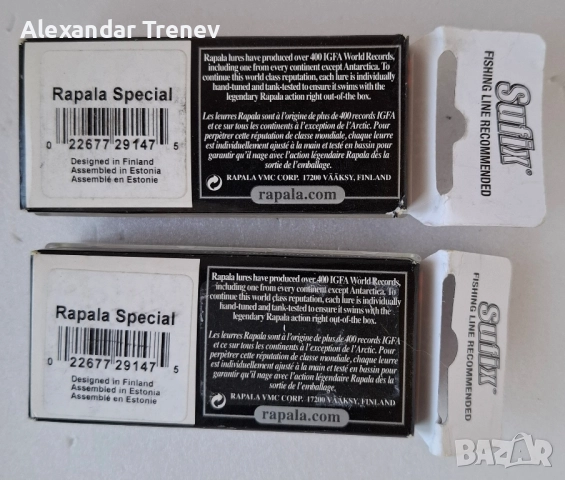 Alexandar Trenev
Rapala Special
0 22677 29147 5
Designed in Finland
Assembled in Estonia
Assemblé en Estonie
Rapala lures have produced over 400 IGFA World Records,
including one from every continent except Antarctica. To
continue this world class reputation, each lure is individually
hand-tuned and tank-tested to ensure it swims with the
legendary Rapala action right out-of-the box.
Les leurres Rapala sont à l'origine de plus de 400 records IGFA
et ce sur tous les continents à l'exception de l'Arctic. Pour
perpétrer cette réputation de classe mondiale, chaque leurre
est individuellement ajusté à la main et testé en bassin pour
garantir qu'il nage avec l'action légendaire Rapala dès la
sortie de l'emballage.
RAPALA VMC CORP. 17200 VÄÄKSY, FINLAND
rapala.com
Sufix®
FISHING LINE RECOMMENDED
Rapala Special
0 22677 29147 5
Designed in Finland
Assembled in Estonia
Assemblé en Estonie
Rapala lures have produced over 400 IGFA World Records,
including one from every continent except Antarctica. To
continue this world class reputation, each lure is individually
hand-tuned and tank-tested to ensure it swims with the
legendary Rapala action right out-of-the box.
Les leurres Rapala sont à l'origine de plus de 400 records IGFA
et ce sur tous les continents à l'exception de l'Arctic. Pour
perpétrer cette réputation de classe mondiale, chaque leurre
est individuellement ajusté à la main et testé en bassin pour
garantir qu'il nage avec l'action légendaire Rapala dès la
sortie de l'emballage.
RAPALA VMC CORP. 17200 VÄÄKSY, FINLAND
rapala.com
Sufix®
FISHING LINE RECOMMENDED
BAZAR